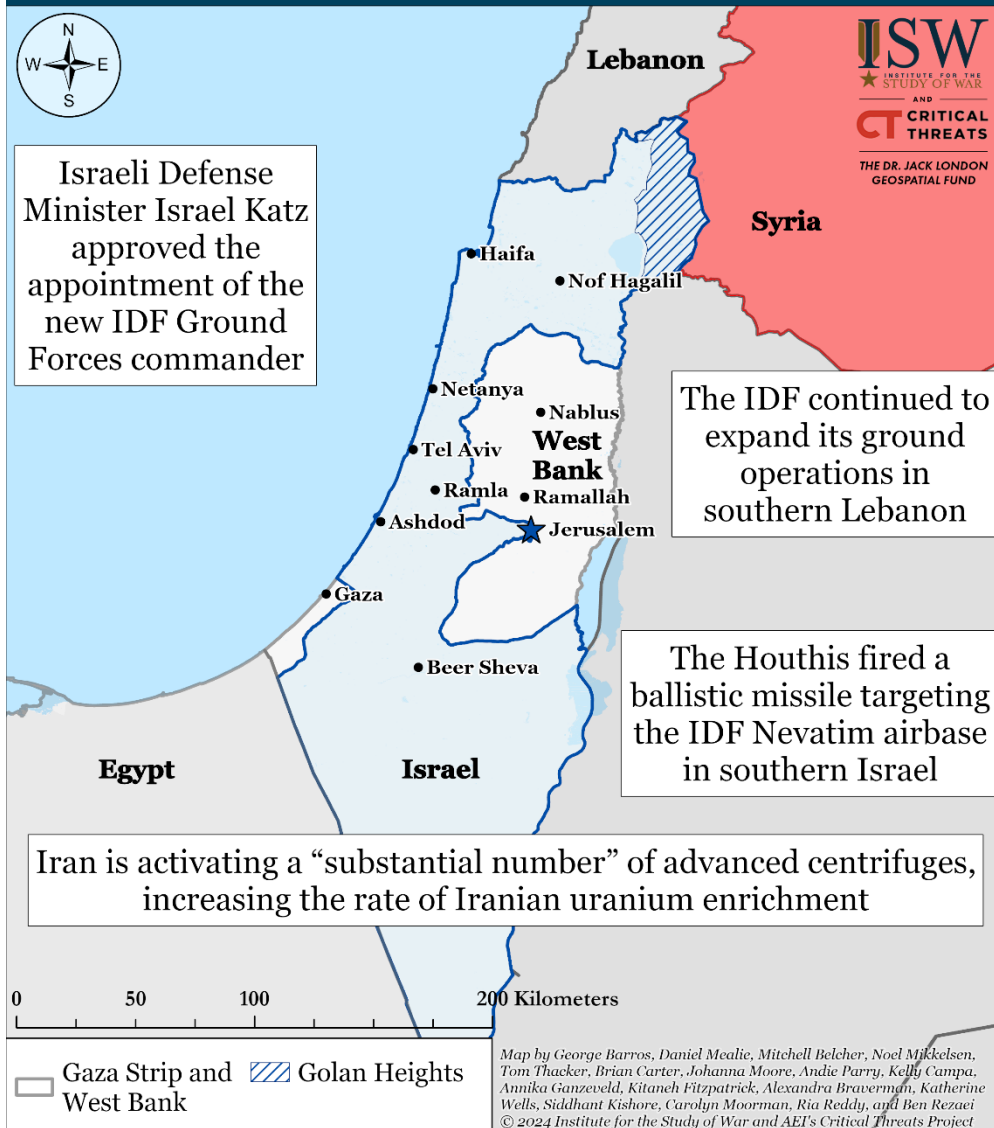 N
W
E
S
Lebanon
ISW
INSTITUTE FOR THE
STUDY OF WAR
AND
CT CRITICAL
THREATS
THE DR. JACK LONDON
GEOSPATIAL FUND
Israeli Defense
Minister Israel Katz
approved the
appointment of the
new IDF Ground
Forces commander
Syria
Haifa
Nof Hagalil
Netanya
Nablus
West
Bank
Tel Aviv
Ramla
Ramallah
Ashdod
Jerusalem
The IDF continued to
expand its ground
operations in
southern Lebanon
Gaza
Beer Sheva
The Houthis fired a
ballistic missile targeting
the IDF Nevatim airbase
in southern Israel
Egypt
Israel
Iran is activating a “substantial number” of advanced centrifuges,
increasing the rate of Iranian uranium enrichment
0
50
100
200 Kilometers
Gaza Strip and
West Bank
Golan Heights
Map by George Barros, Daniel Mealie, Mitchell Belcher, Noel Mikkelsen,
Tom Thacker, Brian Carter, Johanna Moore, Andie Parry, Kelly Campa,
Annika Ganzeveld, Kitaneh Fitzpatrick, Alexandra Braverman, Katherine
Wells, Siddhant Kishore, Carolyn Moorman, Ria Reddy, and Ben Rezaei
© 2024 Institute for the Study of War and AEI's Critical Threats Project